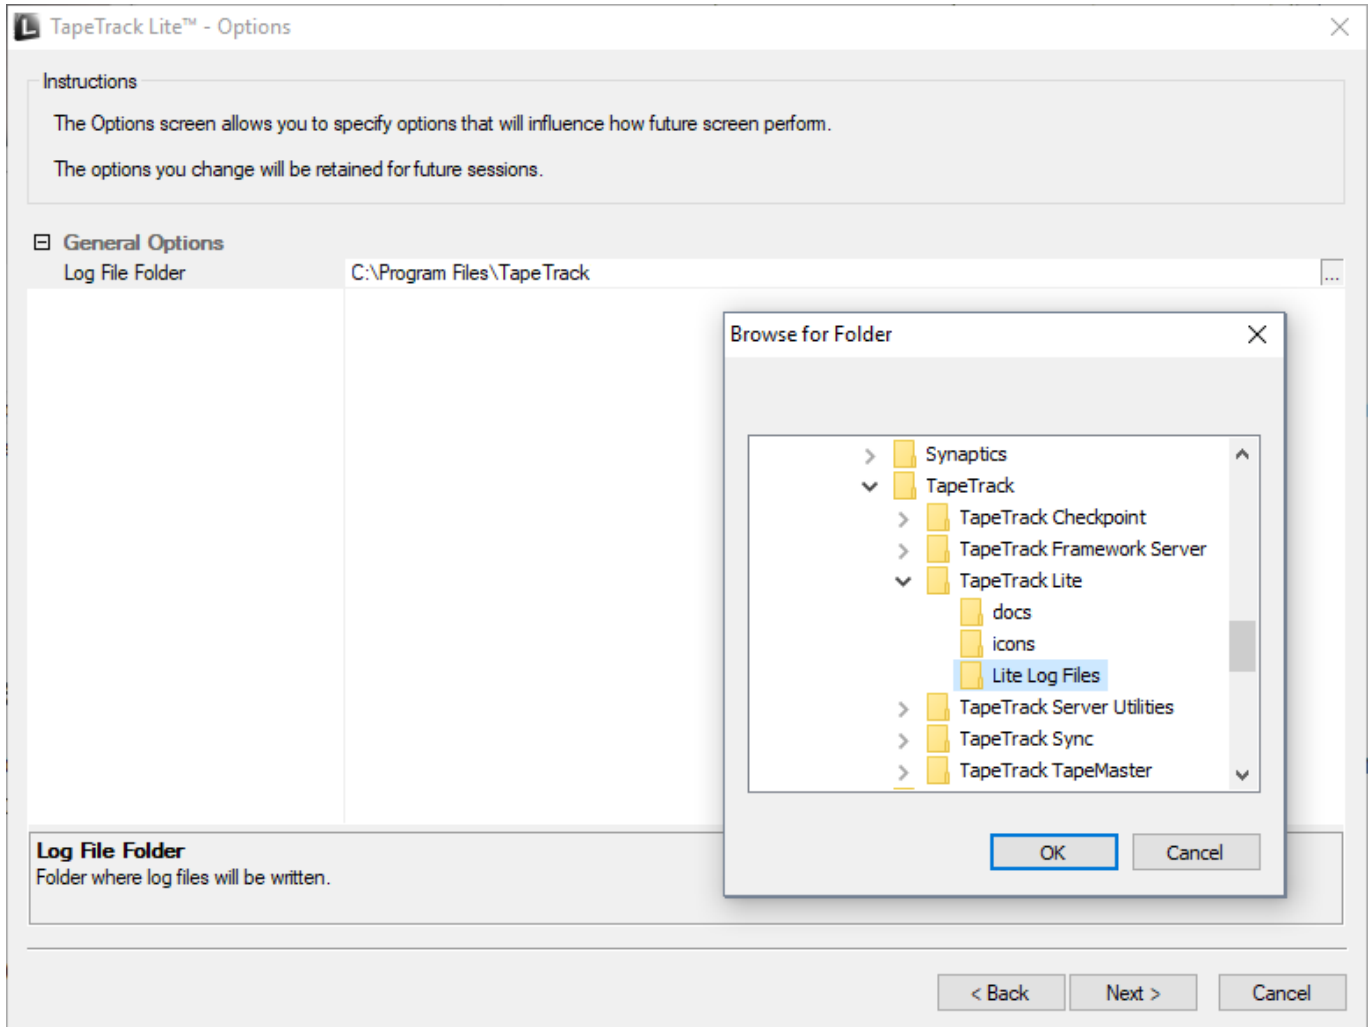 TapeTrack Lite™ - Options
Instructions
The Options screen allows you to specify options that will influence how future screen perform.
The options you change will be retained for future sessions.
General Options
Log File Folder
C:\Program Files\TapeTrack
...
Browse for Folder
Synaptics
TapeTrack
TapeTrack Checkpoint
TapeTrack Framework Server
TapeTrack Lite
docs
icons
Lite Log Files
TapeTrack Server Utilities
TapeTrack Sync
TapeTrack TapeMaster
OK
Cancel
Log File Folder
Folder where log files will be written.
< Back
Next >
Cancel